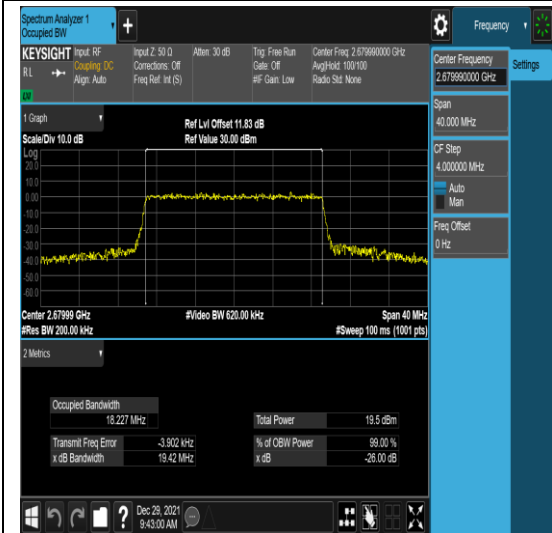 Spectrum Analyzer 1
Occupied BW
+
Frequency
KEYSIGHT
Input: RF
Coupling: DC
Align: Auto
Input Z: 50 Ω
Corrections: Off
Freq Ref: Int (S)
Atten: 30 dB
Trig: Free Run
Gate: Off
#IF Gain: Low
Center Freq: 2.679990000 GHz
Avg|Hold: 100/100
Radio Std: None
R L
Center Frequency
2.679990000 GHz
Settings
Span
40.000 MHz
CF Step
4.000000 MHz
Auto
Man
Freq Offset
0 Hz
1 Graph
Scale/Div 10.0 dB
Ref Lvl Offset 11.83 dB
Ref Value 30.00 dBm
Log
20.0
10.0
0.00
-10.0
-20.0
-30.0
-40.0
-50.0
-60.0
Center 2.67999 GHz
#Res BW 200.00 kHz
#Video BW 620.00 kHz
Span 40 MHz
#Sweep 100 ms (1001 pts)
2 Metrics
Occupied Bandwidth
18.227 MHz
Total Power 19.5 dBm
Transmit Freq Error -3.902 kHz
% of OBW Power 99.00 %
x dB Bandwidth 19.42 MHz
x dB -26.00 dB
?
Dec 29, 2021
9:43:00 AM